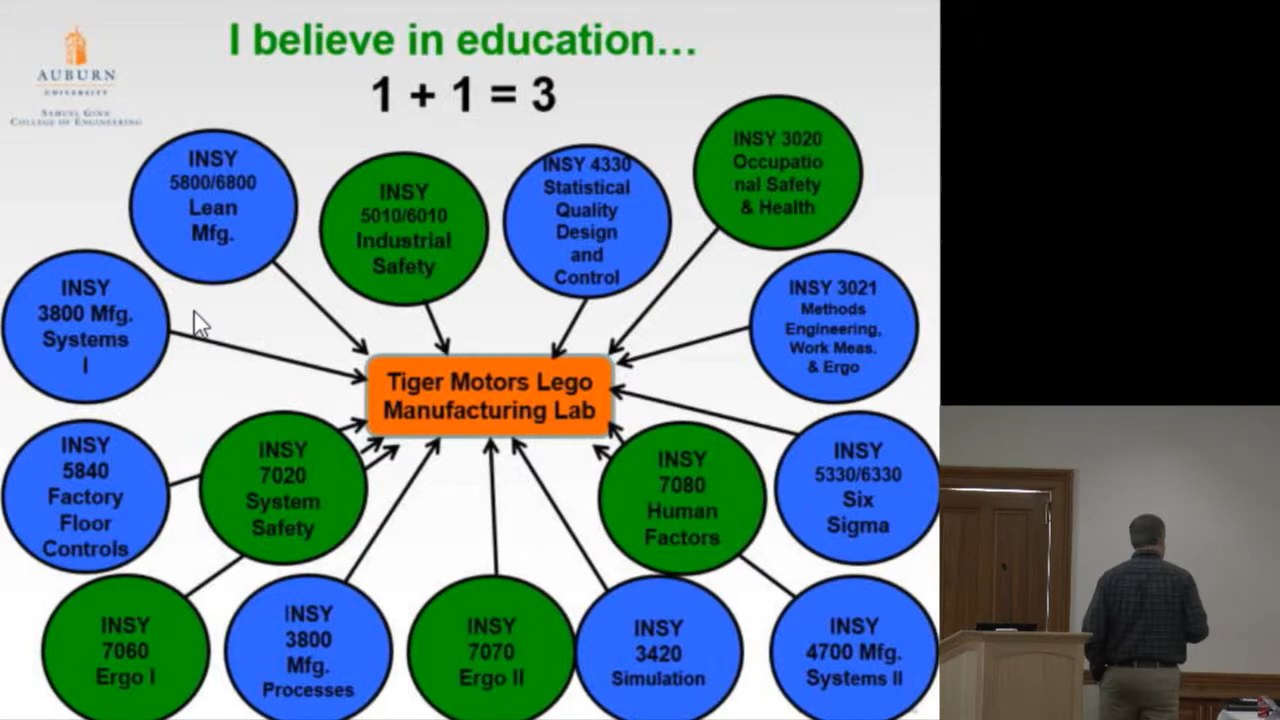 I believe in education…
1 + 1 = 3
AUBURN
UNIVERSITY
SAMUEL GINN
COLLEGE OF ENGINEERING
INSY
5800/6800
Lean
Mfg.
INSY
5010/6010
Industrial
Safety
INSY 4330
Statistical
Quality
Design
and
Control
INSY 3020
Occupatio
nal Safety
& Health
INSY
3800 Mfg.
Systems
I
INSY 3021
Methods
Engineering,
Work Meas.
& Ergo
Tiger Motors Lego
Manufacturing Lab
INSY
5840
Factory
Floor
Controls
INSY
7020
System
Safety
INSY
7080
Human
Factors
INSY
5330/6330
Six
Sigma
INSY
7060
Ergo I
INSY
3800
Mfg.
Processes
INSY
7070
Ergo II
INSY
3420
Simulation
INSY
4700 Mfg.
Systems II